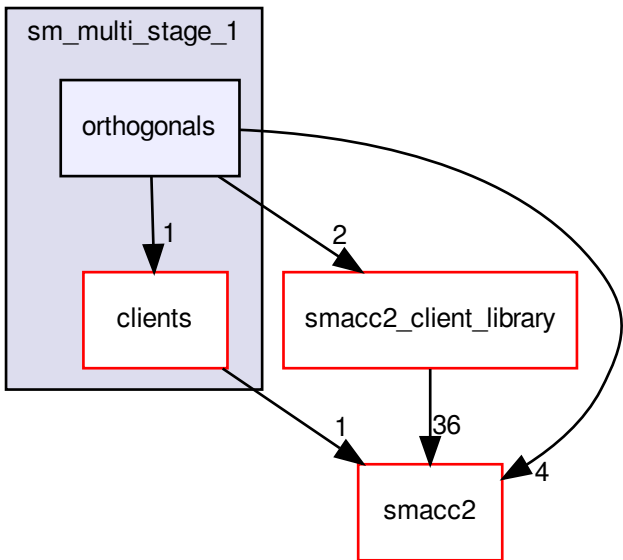 sm_multi_stage_1
orthogonals
1
2
clients
smacc2_client_library
1
36
4
smacc2